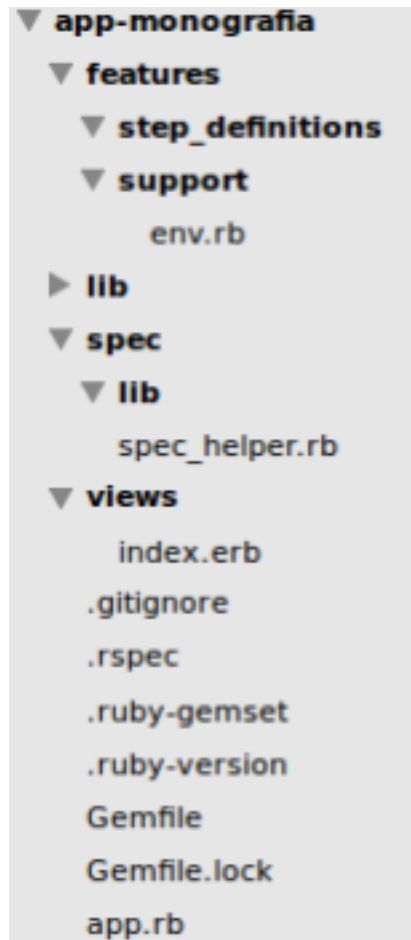 app-monografia
features
step_definitions
support
env.rb
lib
spec
lib
spec_helper.rb
views
index.erb
.gitignore
.rspec
.ruby-gemset
.ruby-version
Gemfile
Gemfile.lock
app.rb